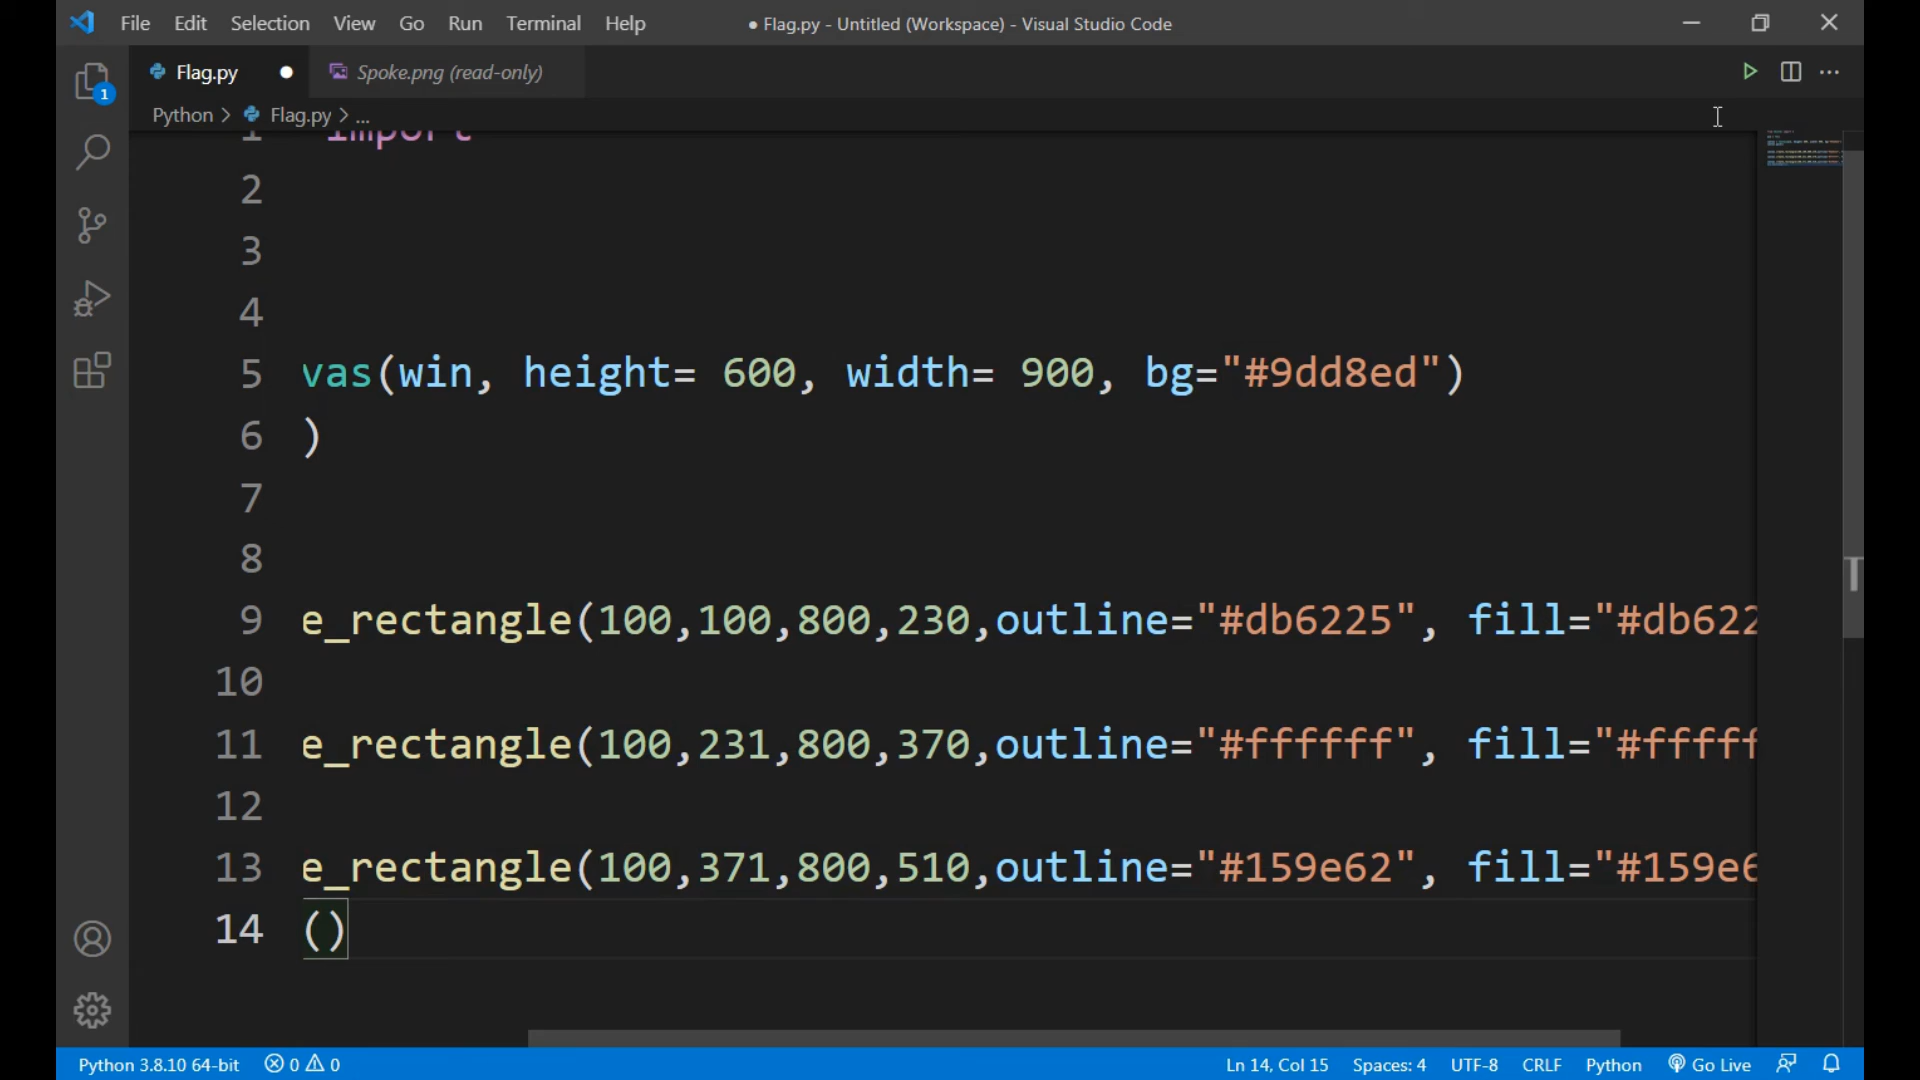 File Edit Selection View Go Run Terminal Help ● Flag.py - Untitled (Workspace) - Visual Studio Code
Flag.py ● Spoke.png (read-only)
Python > Flag.py > ...
1
1 import
2
3
4
5 vas(win, height= 600, width= 900, bg="#9dd8ed")
6 )
7
8
9 e_rectangle(100,100,800,230,outline="#db6225", fill="#db622
10
11 e_rectangle(100,231,800,370,outline="#ffffff", fill="#fffff
12
13 e_rectangle(100,371,800,510,outline="#159e62", fill="#159e6
14 ()
Python 3.8.10 64-bit 0 0 Ln 14, Col 15 Spaces: 4 UTF-8 CRLF Python Go Live